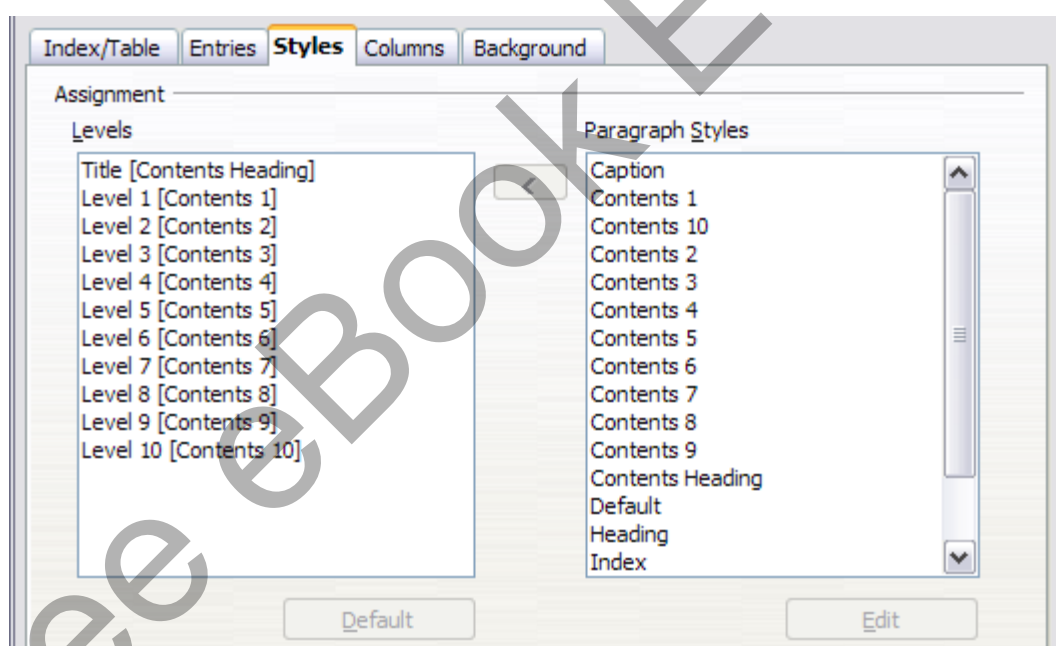 Index/Table Entries Styles Columns Background
Assignment
Levels
Title [Contents Heading]
Level 1 [Contents 1]
Level 2 [Contents 2]
Level 3 [Contents 3]
Level 4 [Contents 4]
Level 5 [Contents 5]
Level 6 [Contents 6]
Level 7 [Contents 7]
Level 8 [Contents 8]
Level 9 [Contents 9]
Level 10 [Contents 10]
<
Paragraph Styles
Caption
Contents 1
Contents 10
Contents 2
Contents 3
Contents 4
Contents 5
Contents 6
Contents 7
Contents 8
Contents 9
Contents Heading
Default
Heading
Index
Default
Edit
ee eBook E